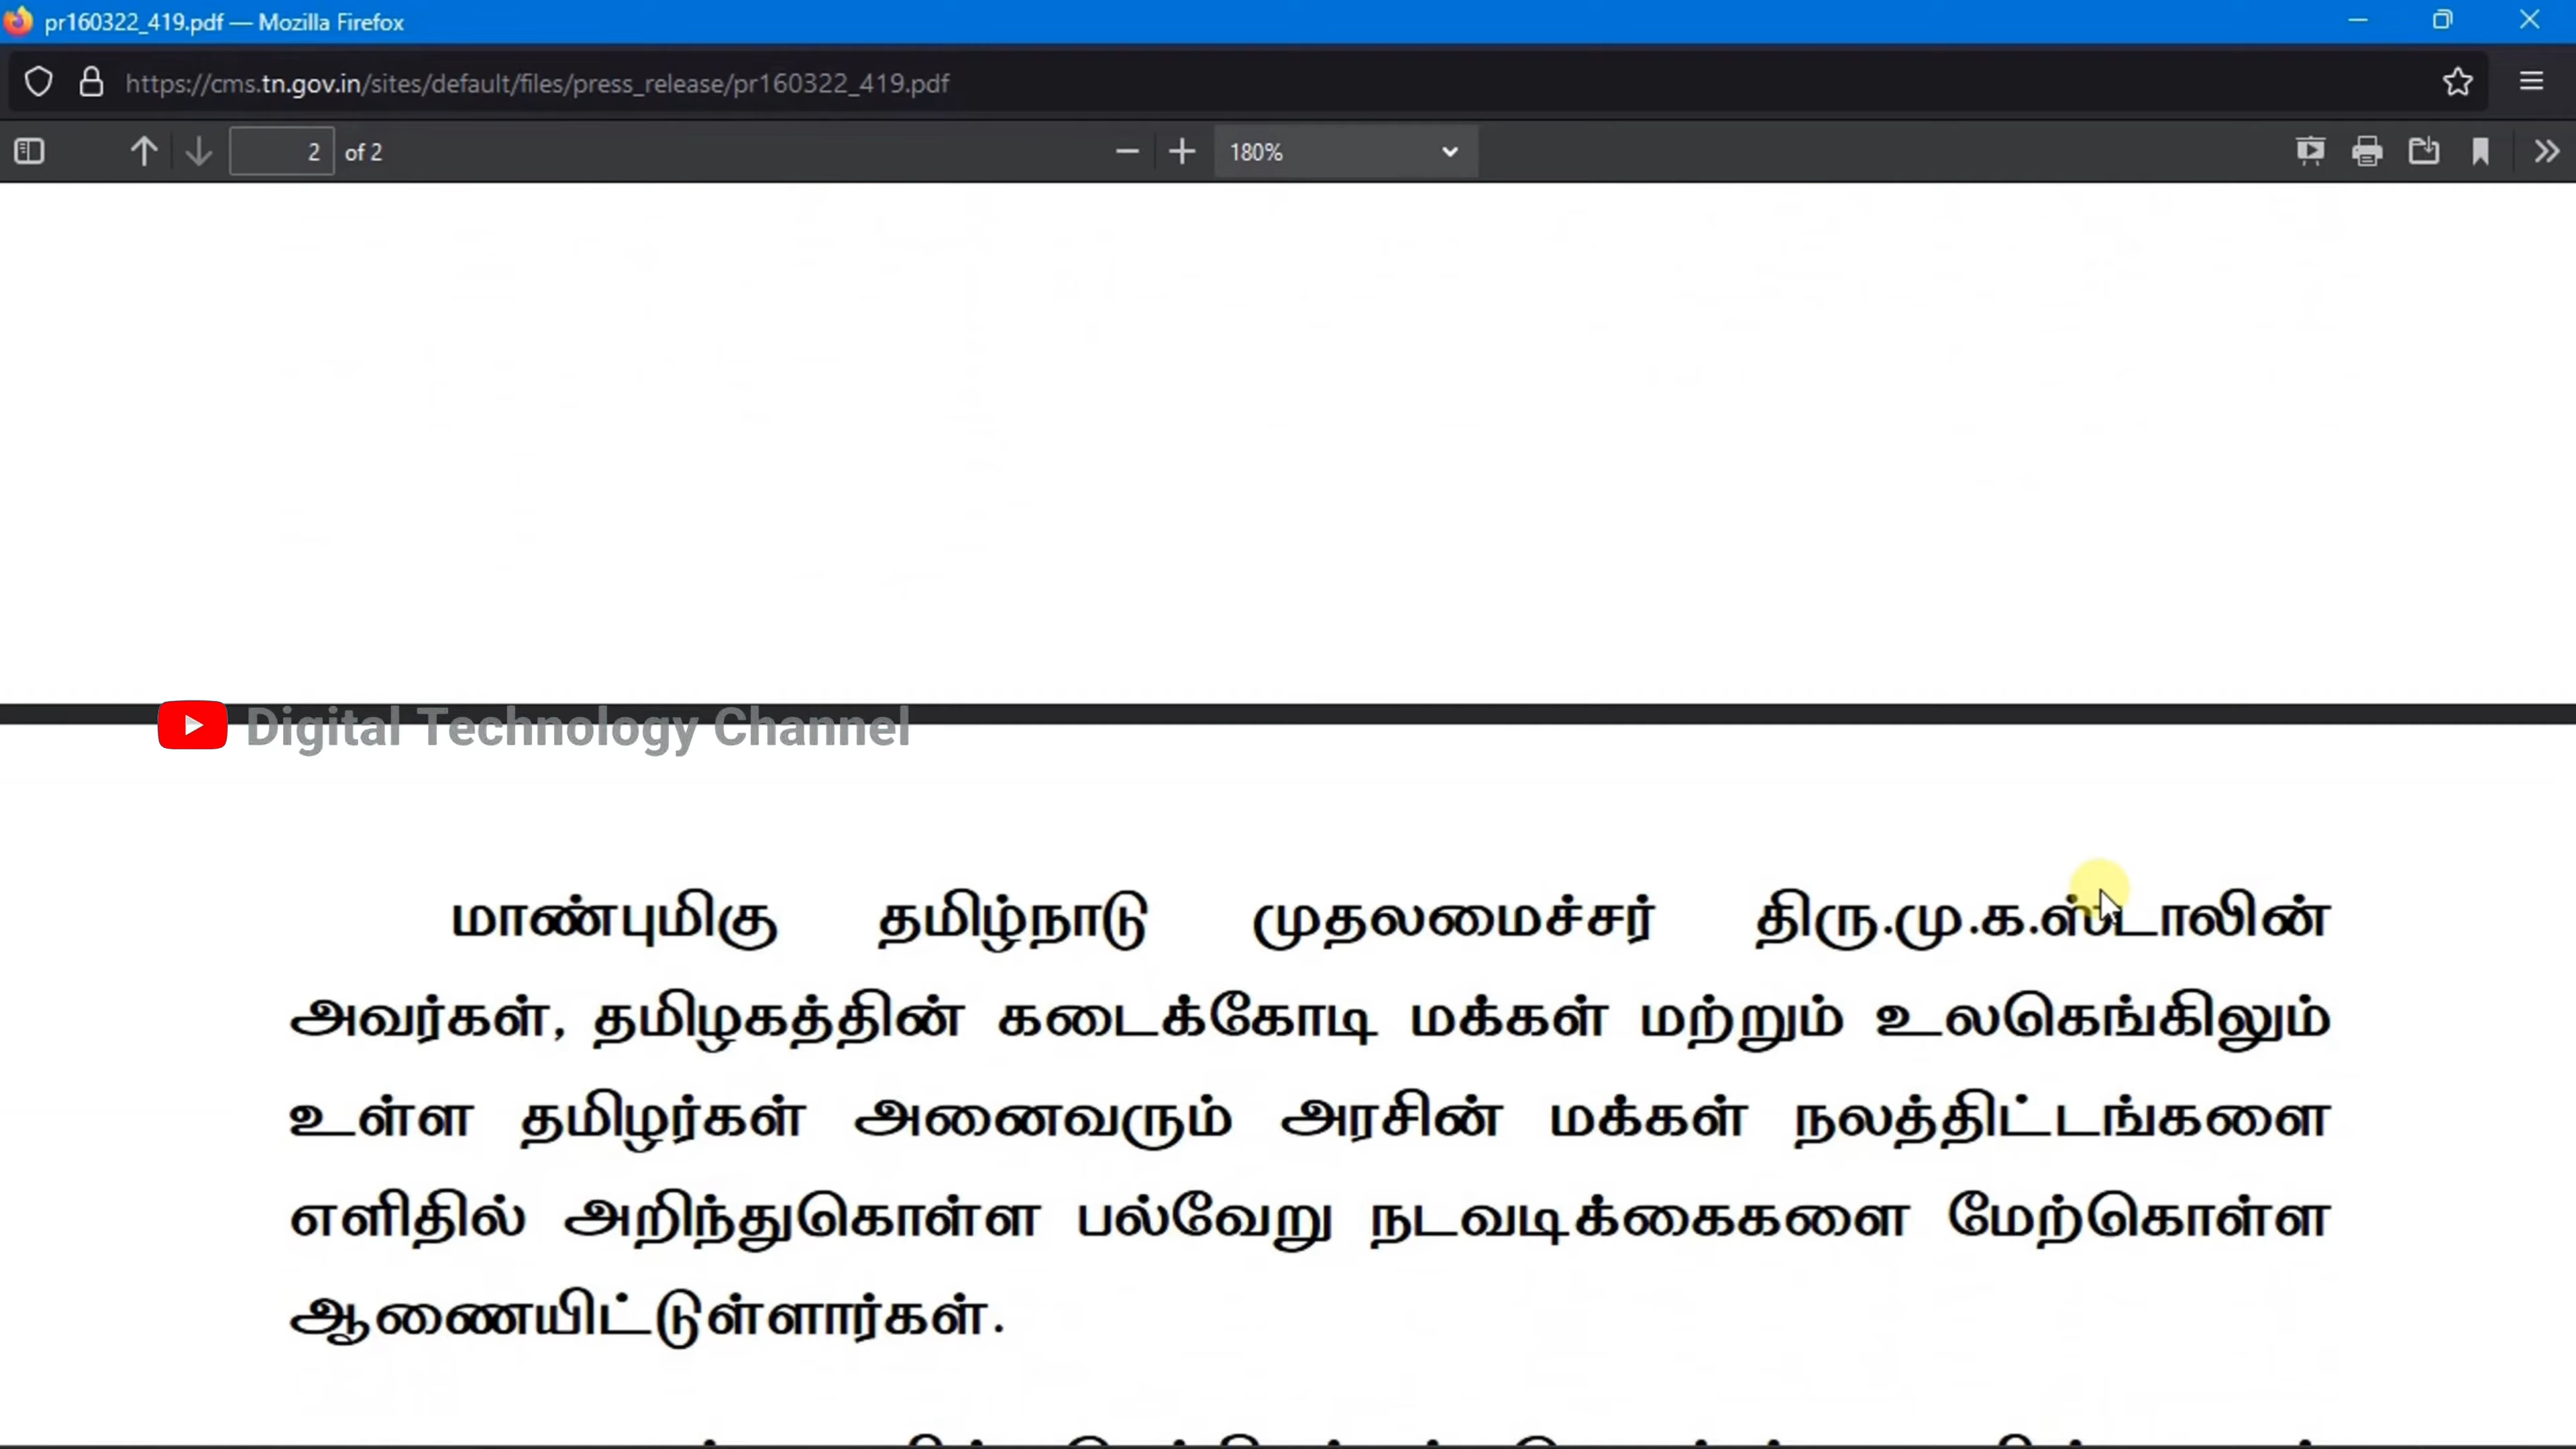 pr160322_419.pdf — Mozilla Firefox
https://cms.tn.gov.in/sites/default/files/press_release/pr160322_419.pdf
2 of 2 180%
Digital Technology Channel
மாண்புமிகு தமிழ்நாடு முதலமைச்சர் திரு.மு.க.ஸ்டாலின்
அவர்கள், தமிழகத்தின் கடைக்கோடி மக்கள் மற்றும் உலகெங்கிலும்
உள்ள தமிழர்கள் அனைவரும் அரசின் மக்கள் நலத்திட்டங்களை
எளிதில் அறிந்துகொள்ள பல்வேறு நடவடிக்கைகளை மேற்கொள்ள
ஆணையிட்டுள்ளார்கள்.